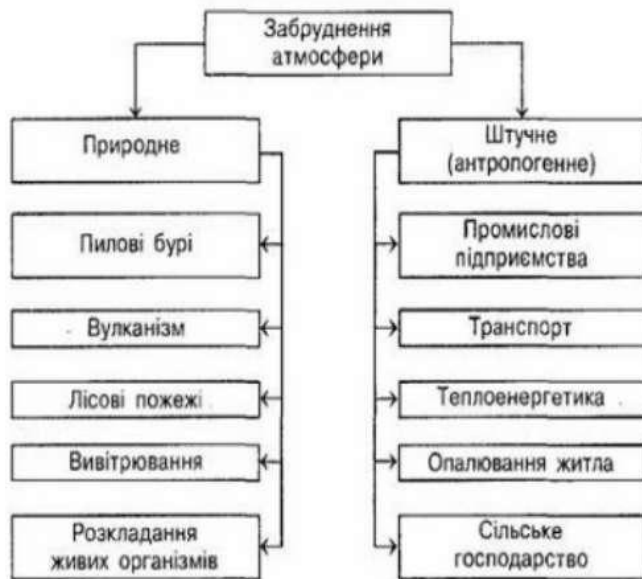 Забруднення
атмосфери
Природне
Пилові бурі
Вулканізм
Лісові пожежі
Вивітрювання
Розкладання
живих організмів
Штучне
(антропогенне)
Промислові
підприємства
Транспорт
Теплоенергетика
Опалювання житла
Сільське
господарство